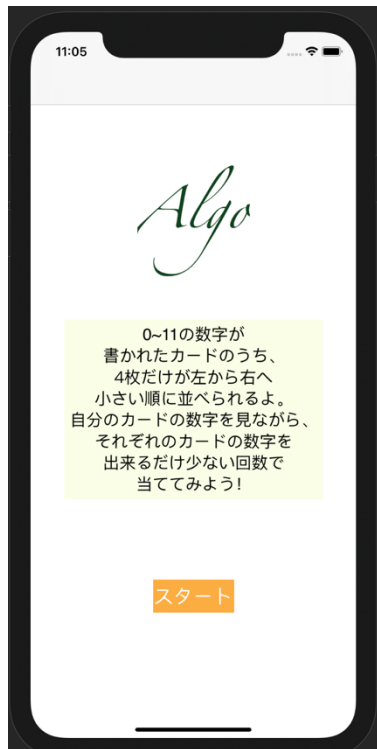 11:05
Algo
0~11の数字が
書かれたカードのうち、
4枚だけが左から右へ
小さい順に並べられるよ。
自分のカードの数字を見ながら、
それぞれのカードの数字を
出来るだけ少ない回数で
当ててみよう!
スタート